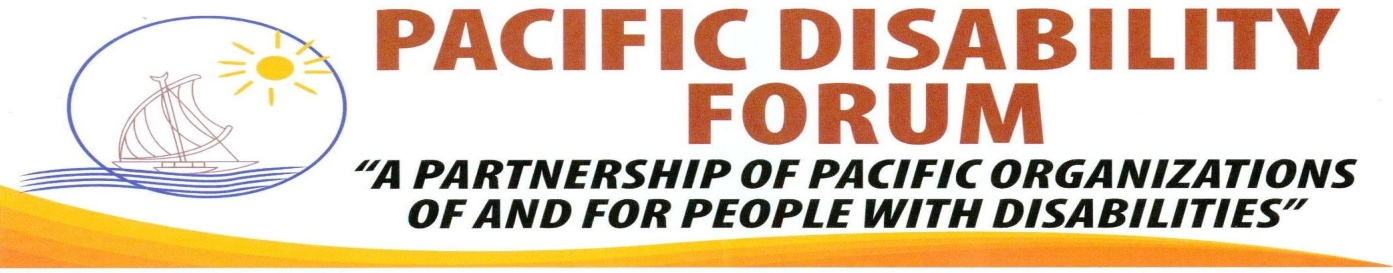 PACIFIC DISABILITY
FORUM
“A PARTNERSHIP OF PACIFIC ORGANIZATIONS
OF AND FOR PEOPLE WITH DISABILITIES”